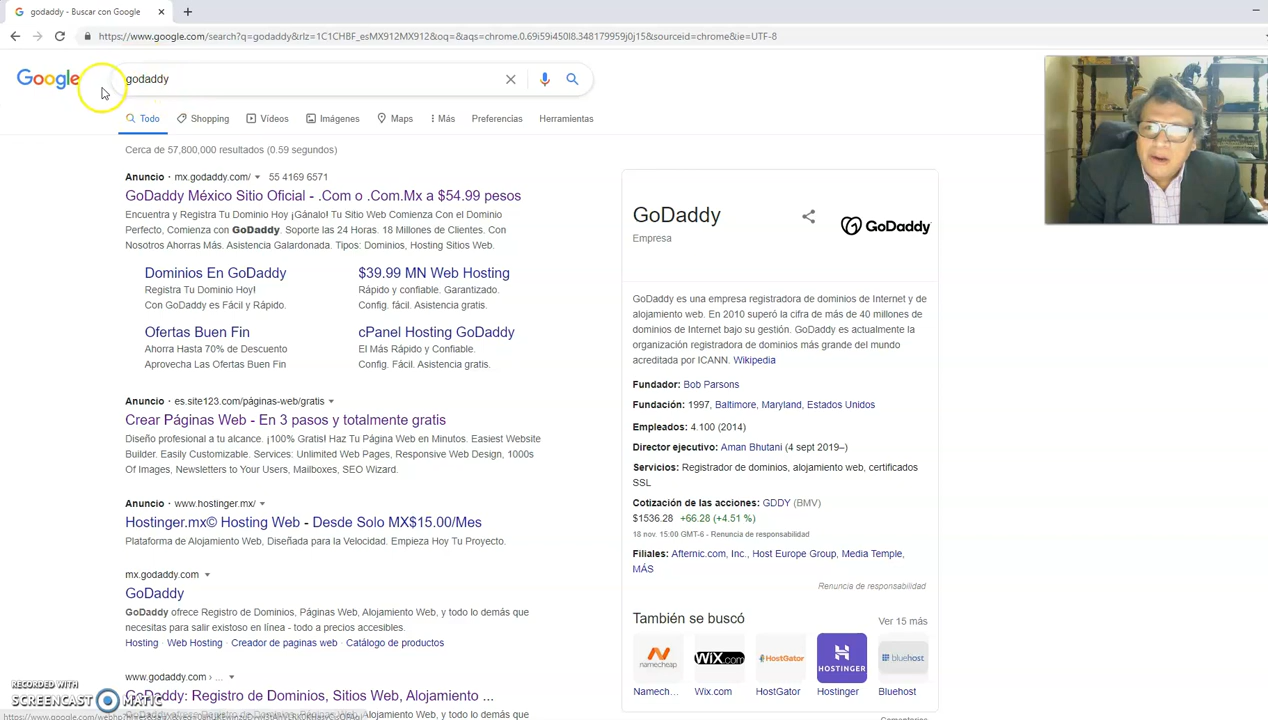 godaddy - Buscar con Google
https://www.google.com/search?q=godaddy&rlz=1C1CHBF_esMX912MX912&oq=&aqs=chrome.0.69i59i450l8.348179959j0j15&sourceid=chrome&ie=UTF-8
Google
godaddy
Todo
Shopping
Vídeos
Imágenes
Maps
Más
Preferencias
Herramientas
Cerca de 57,800,000 resultados (0.59 segundos)
Anuncio · mx.godaddy.com/ 55 4169 6571
GoDaddy México Sitio Oficial - .Com o .Com.Mx a $54.99 pesos
Encuentra y Registra Tu Dominio Hoy ¡Gánalo! Tu Sitio Web Comienza Con el Dominio
Perfecto, Comienza con GoDaddy. Soporte las 24 Horas. 18 Millones de Clientes. Con
Nosotros Ahorras Más. Asistencia Galardonada. Tipos: Dominios, Hosting Sitios Web.
Dominios En GoDaddy
Registra Tu Dominio Hoy!
Con GoDaddy es Fácil y Rápido.
$39.99 MN Web Hosting
Rápido y confiable. Garantizado.
Config. fácil. Asistencia gratis.
Ofertas Buen Fin
Ahorra Hasta 70% de Descuento
Aprovecha Las Ofertas Buen Fin
cPanel Hosting GoDaddy
El Más Rápido y Confiable.
Config. Fácil. Asistencia gratis.
Anuncio · es.site123.com/páginas-web/gratis
Crear Páginas Web - En 3 pasos y totalmente gratis
Diseño profesional a tu alcance. ¡100% Gratis! Haz Tu Página Web en Minutos. Easiest Website
Builder. Easily Customizable. Services: Unlimited Web Pages, Responsive Web Design, 1000s
Of Images, Newsletters to Your Users, Mailboxes, SEO Wizard.
Anuncio · www.hostinger.mx/
Hostinger.mx© Hosting Web - Desde Solo MX$15.00/Mes
Plataforma de Alojamiento Web, Diseñada para la Velocidad. Empieza Hoy Tu Proyecto.
mx.godaddy.com
GoDaddy
GoDaddy ofrece Registro de Dominios, Páginas Web, Alojamiento Web, y todo lo demás que
necesitas para salir existoso en línea - todo a precios accesibles.
Hosting · Web Hosting · Creador de paginas web · Catálogo de productos
www.godaddy.com › ...
GoDaddy: Registro de Dominios, Sitios Web, Alojamiento ...
GoDaddy
Empresa
GoDaddy
GoDaddy es una empresa registradora de dominios de Internet y de
alojamiento web. En 2010 superó la cifra de más de 40 millones de
dominios de Internet bajo su gestión. GoDaddy es actualmente la
organización registradora de dominios más grande del mundo
acreditada por ICANN. Wikipedia
Fundador: Bob Parsons
Fundación: 1997, Baltimore, Maryland, Estados Unidos
Empleados: 4.100 (2014)
Director ejecutivo: Aman Bhutani (4 sept 2019–)
Servicios: Registrador de dominios, alojamiento web, certificados
SSL
Cotización de las acciones: GDDY (BMV)
$1536.28 +66.28 (+4.51 %)
18 nov. 15:00 GMT-6 - Renuncia de responsabilidad
Filiales: Afternic.com, Inc., Host Europe Group, Media Temple,
MÁS
Renuncia de responsabilidad
También se buscó
Ver 15 más
namecheap
WiX.com
HostGator
HOSTINGER
bluehost
Namech...
Wix.com
HostGator
Hostinger
Bluehost
RECORDED WITH
SCREENCAST MATIC